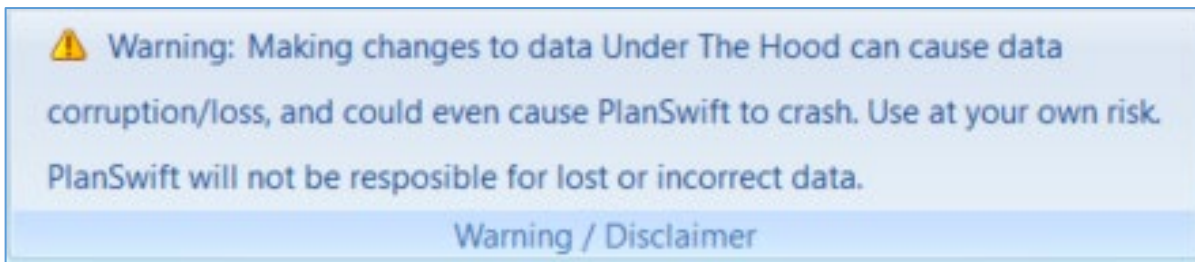 Warning: Making changes to data Under The Hood can cause data
corruption/loss, and could even cause PlanSwift to crash. Use at your own risk.
PlanSwift will not be resposible for lost or incorrect data.
Warning / Disclaimer